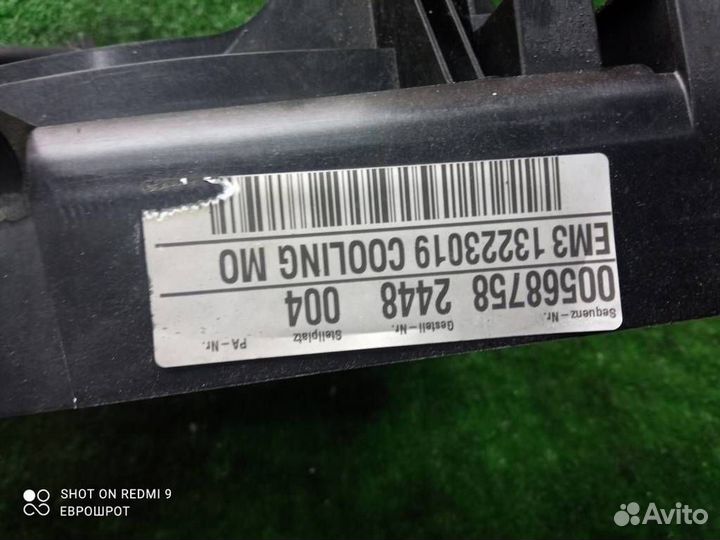 Sequenz-Nr. Gestell-Nr. Stellplatz PA-Nr.
00568758 2448 004
EM3 13223019 COOLING MO
SHOT ON REDMI 9
ЕВРОШРОТ
Avito